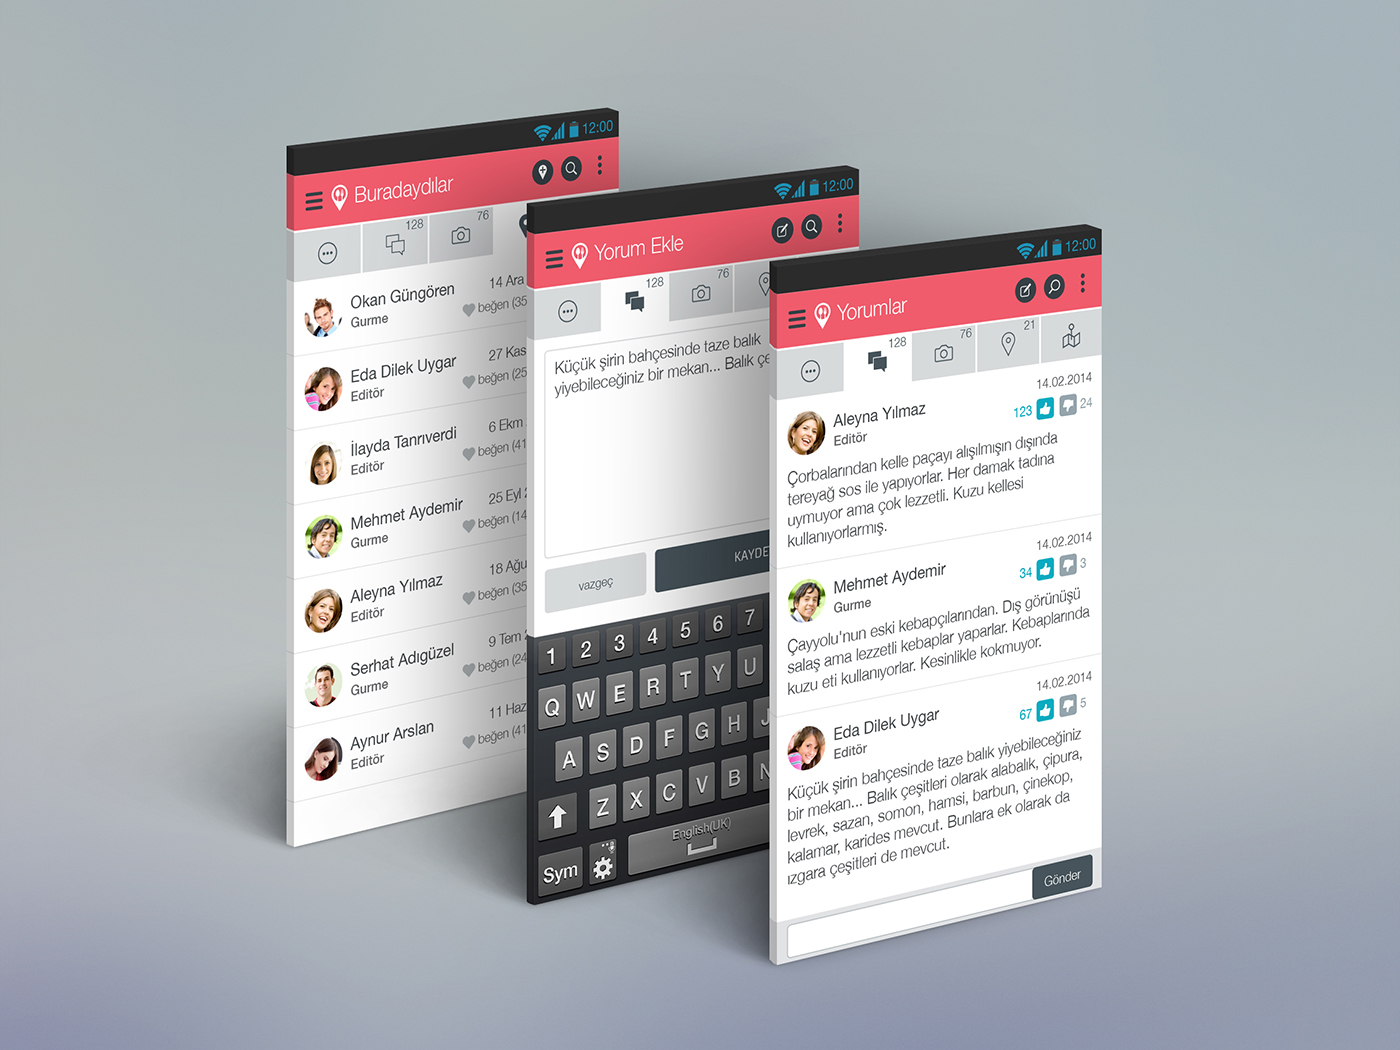 12:00
Buradaydılar
128
76
Okan Güngören
14 Ara
Gurme
beğen (35
Eda Dilek Uygar
27 Kas
Editör
beğen (25
İlayda Tanrıverdi
6 Ekm
Editör
beğen (41
Mehmet Aydemir
25 Eyl 2
Gurme
beğen (14
Aleyna Yılmaz
18 Ağu
Editör
beğen (35
Serhat Adıgüzel
9 Tem 2
Gurme
beğen (24
Aynur Arslan
11 Haz
Editör
beğen (41
12:00
Yorum Ekle
128
76
Küçük şirin bahçesinde taze balık
yiyebileceğiniz bir mekan... Balık çe
vazgeç
KAYDE
1 2 3 4 5 6 7
Q W E R T Y U
A S D F G H J
Z X C V B N
English(UK)
Sym
12:00
Yorumlar
128
76
21
14.02.2014
Aleyna Yılmaz
123
24
Editör
Çorbalarından kelle paçayı alışılmışın dışında
tereyağ sos ile yapıyorlar. Her damak tadına
uymuyor ama çok lezzetli. Kuzu kellesi
kullanıyorlarmış.
14.02.2014
Mehmet Aydemir
34
3
Gurme
Çayyolu'nun eski kebapçılarından. Dış görünüşü
salaş ama lezzetli kebaplar yaparlar. Kebaplarında
kuzu eti kullanıyorlar. Kesinlikle kokmuyor.
14.02.2014
Eda Dilek Uygar
67
5
Editör
Küçük şirin bahçesinde taze balık yiyebileceğiniz
bir mekan... Balık çeşitleri olarak alabalık, çipura,
levrek, sazan, somon, hamsi, barbun, çinekop,
kalamar, karides mevcut. Bunlara ek olarak da
ızgara çeşitleri de mevcut.
Gönder